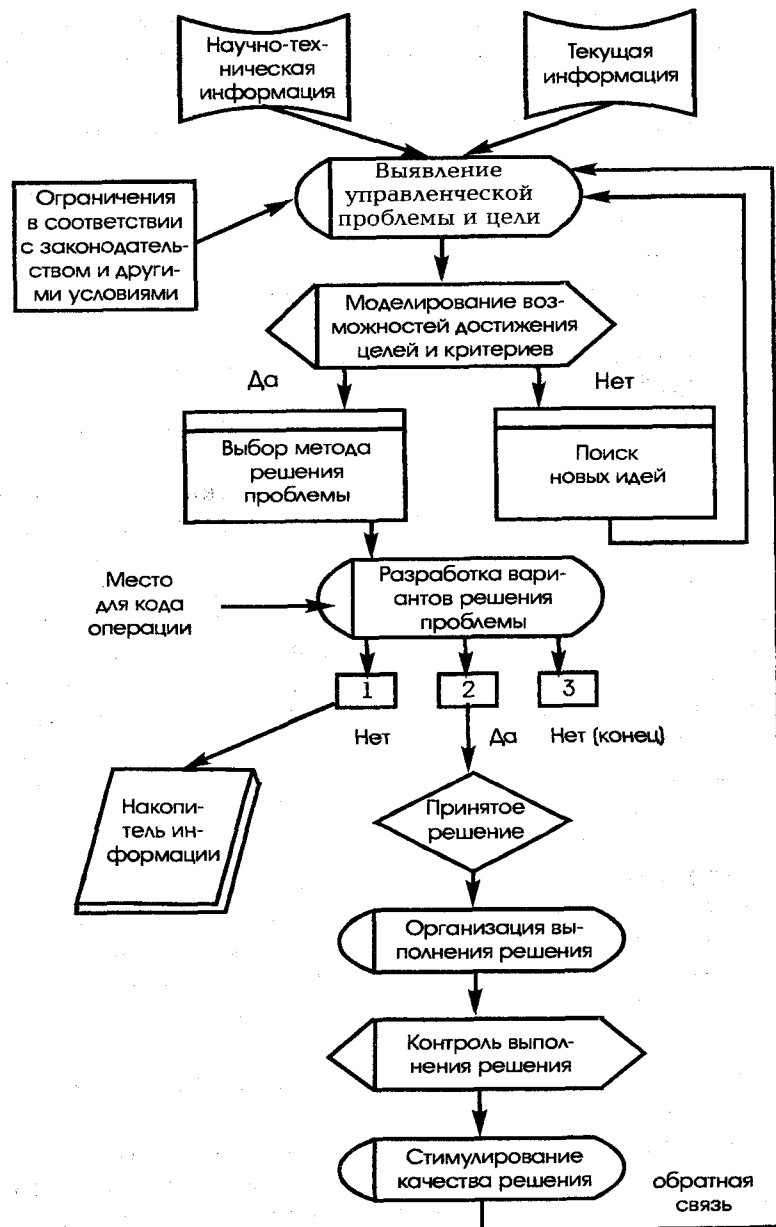 Научно-тех-
ническая
информация
Текущая
информация
Выявление
управленческой
проблемы и цели
Ограничения
в соответствии
с законодатель-
ством и други-
ми условиями
Моделирование воз-
можностей достижения
целей и критериев
Да
Нет
Выбор метода
решения
проблемы
Поиск
новых идей
Место
для кода
операции
Разработка вари-
антов решения
проблемы
1
2
3
Нет
Да
Нет (конец)
Накопи-
тель ин-
формации
Принятое
решение
Организация вы-
полнения решения
Контроль выпол-
нения решения
Стимулирование
качества решения
обратная
связь